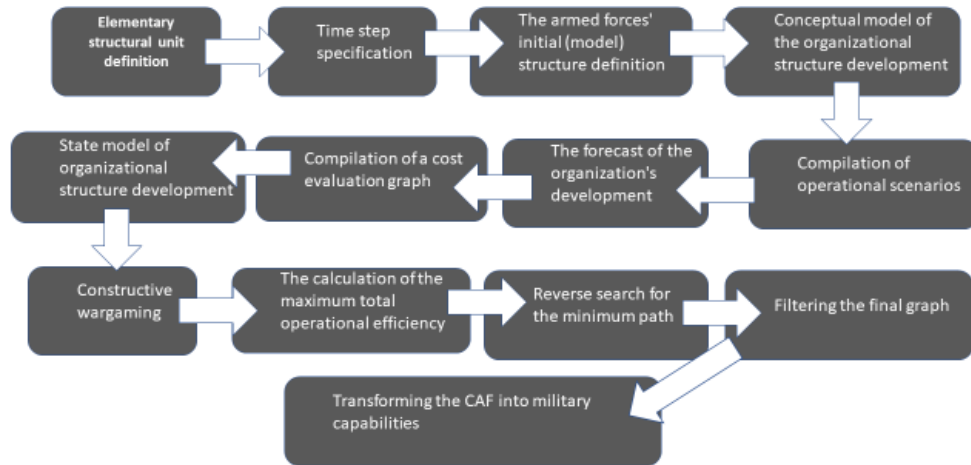 Elementary
structural unit
definition
Time step
specification
The armed forces'
initial (model)
structure definition
Conceptual model of
the organizational
structure development
State model of
organizational
structure development
Compilation of a cost
evaluation graph
The forecast of the
organization's
development
Compilation of
operational scenarios
Constructive
wargaming
The calculation of the
maximum total
operational efficiency
Reverse search for
the minimum path
Filtering the final graph
Transforming the CAF into military
capabilities